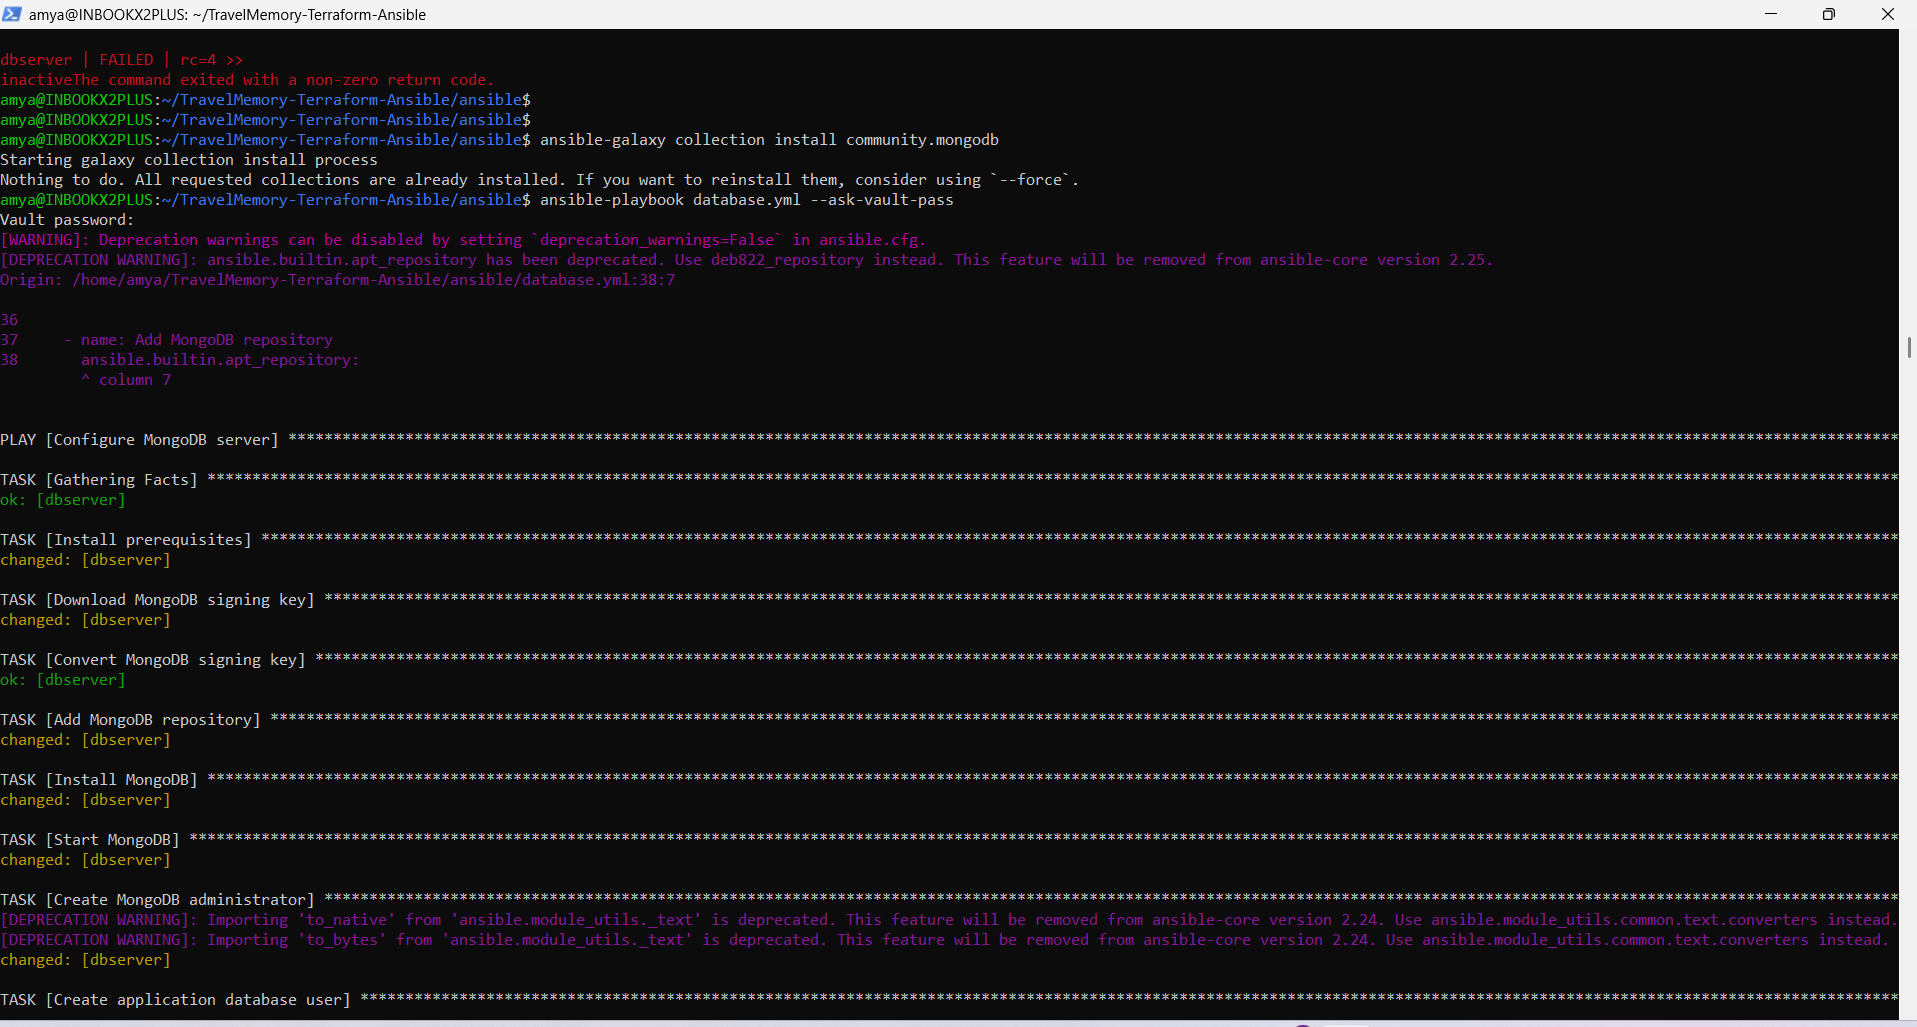 amya@INBOOKX2PLUS: ~/TravelMemory-Terraform-Ansible
dbserver | FAILED | rc=4 >>
inactiveThe command exited with a non-zero return code.
amya@INBOOKX2PLUS:~/TravelMemory-Terraform-Ansible/ansible$
amya@INBOOKX2PLUS:~/TravelMemory-Terraform-Ansible/ansible$
amya@INBOOKX2PLUS:~/TravelMemory-Terraform-Ansible/ansible$ ansible-galaxy collection install community.mongodb
Starting galaxy collection install process
Nothing to do. All requested collections are already installed. If you want to reinstall them, consider using `--force`.
amya@INBOOKX2PLUS:~/TravelMemory-Terraform-Ansible/ansible$ ansible-playbook database.yml --ask-vault-pass
Vault password:
[WARNING]: Deprecation warnings can be disabled by setting `deprecation_warnings=False` in ansible.cfg.
[DEPRECATION WARNING]: ansible.builtin.apt_repository has been deprecated. Use deb822_repository instead. This feature will be removed from ansible-core version 2.25.
Origin: /home/amya/TravelMemory-Terraform-Ansible/ansible/database.yml:38:7
36
37     - name: Add MongoDB repository
38       ansible.builtin.apt_repository:
         ^ column 7
PLAY [Configure MongoDB server] ********************
TASK [Gathering Facts] ********************
ok: [dbserver]
TASK [Install prerequisites] ********************
changed: [dbserver]
TASK [Download MongoDB signing key] ********************
changed: [dbserver]
TASK [Convert MongoDB signing key] ********************
ok: [dbserver]
TASK [Add MongoDB repository] ********************
changed: [dbserver]
TASK [Install MongoDB] ********************
changed: [dbserver]
TASK [Start MongoDB] ********************
changed: [dbserver]
TASK [Create MongoDB administrator] ********************
[DEPRECATION WARNING]: Importing 'to_native' from 'ansible.module_utils._text' is deprecated. This feature will be removed from ansible-core version 2.24. Use ansible.module_utils.common.text.converters instead.
[DEPRECATION WARNING]: Importing 'to_bytes' from 'ansible.module_utils._text' is deprecated. This feature will be removed from ansible-core version 2.24. Use ansible.module_utils.common.text.converters instead.
changed: [dbserver]
TASK [Create application database user] ********************